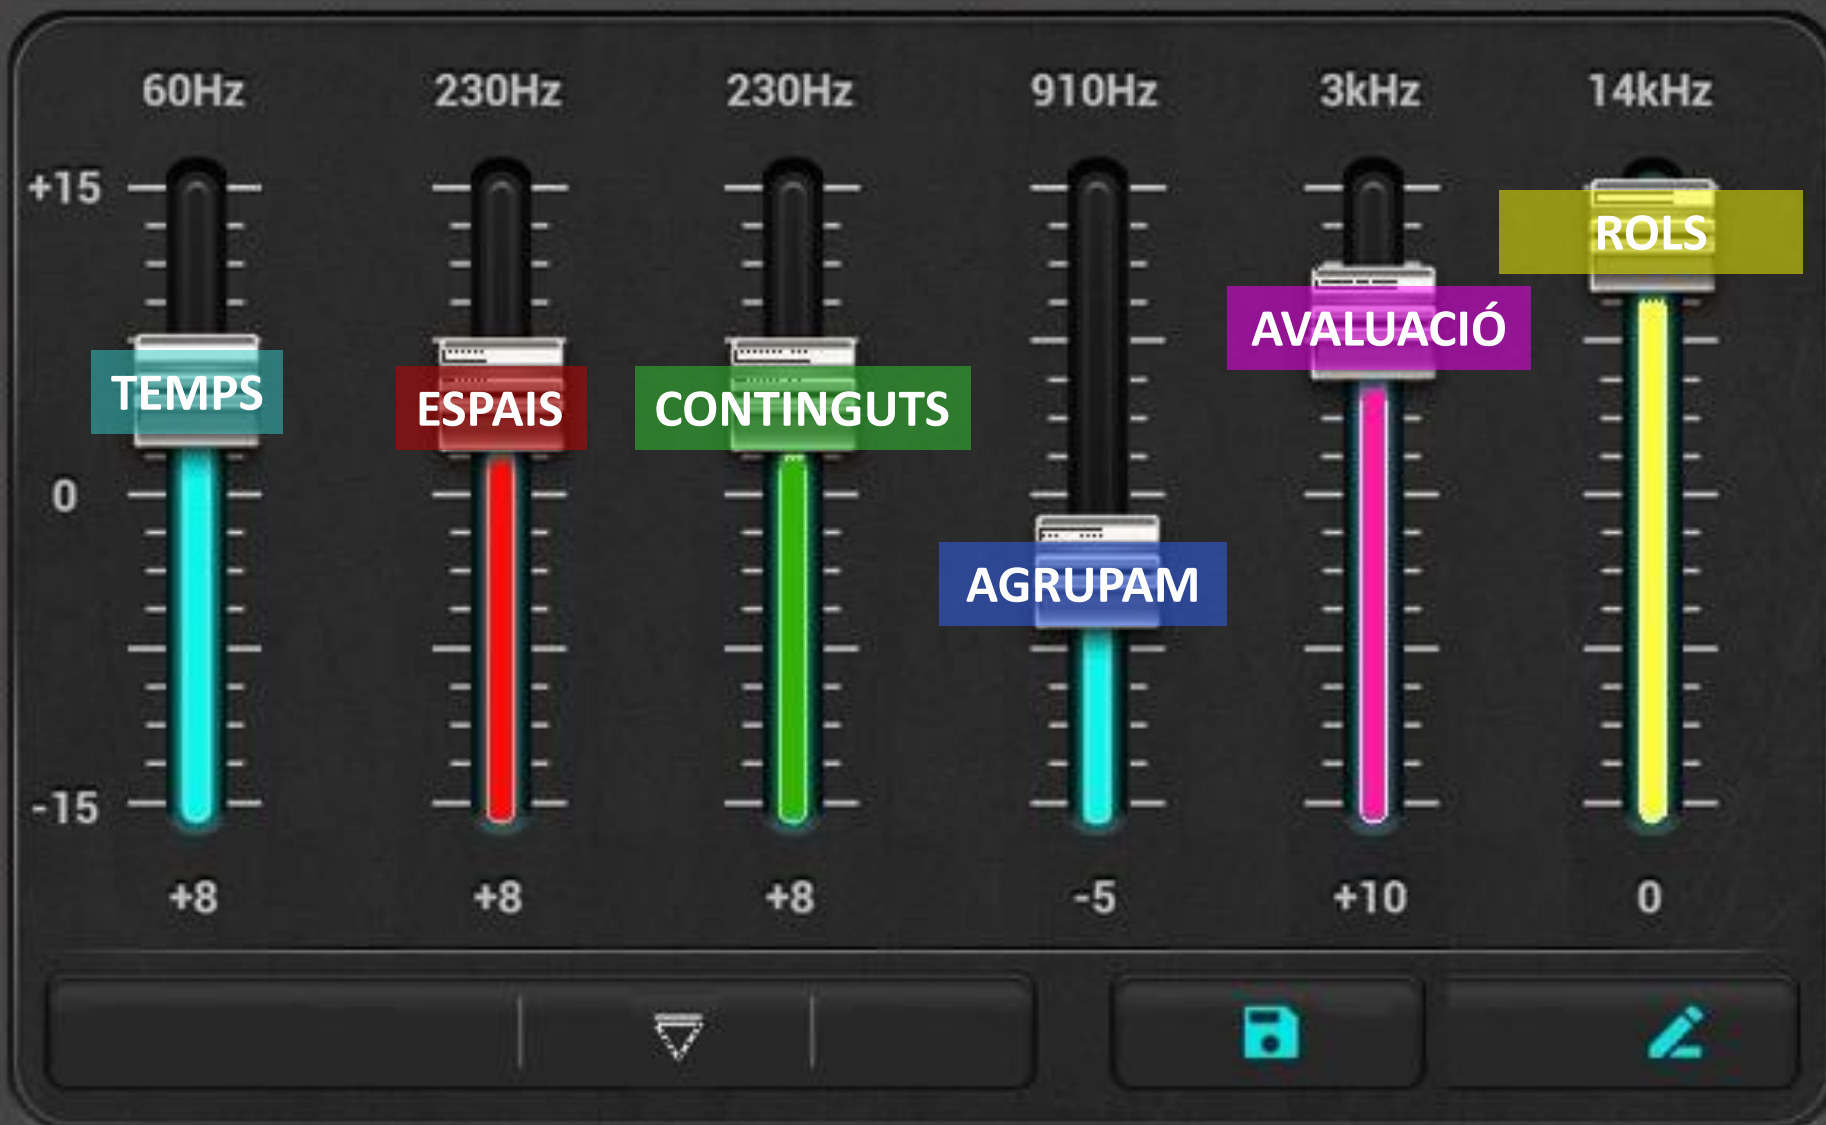 60Hz 230Hz 230Hz 910Hz 3kHz 14kHz
+15
ROLS
AVALUACIÓ
TEMPS ESPAIS CONTINGUTS
0
AGRUPAM
-15
+8 +8 +8 -5 +10 0